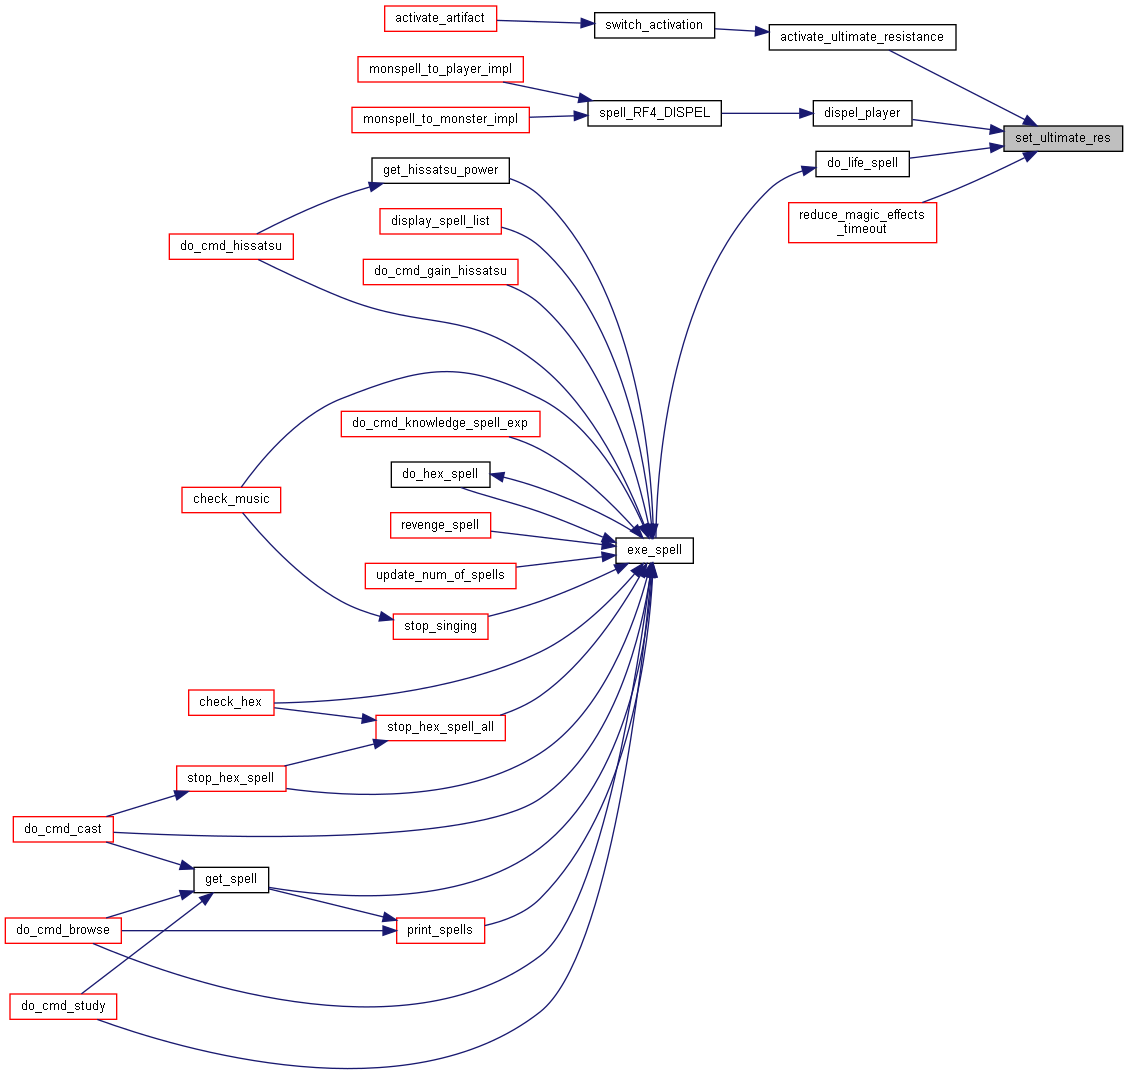 activate_artifact
switch_activation
activate_ultimate_resistance
monspell_to_player_impl
monspell_to_monster_impl
spell_RF4_DISPEL
dispel_player
set_ultimate_res
do_life_spell
get_hissatsu_power
reduce_magic_effects
_timeout
display_spell_list
do_cmd_hissatsu
do_cmd_gain_hissatsu
do_cmd_knowledge_spell_exp
do_hex_spell
check_music
revenge_spell
exe_spell
update_num_of_spells
stop_singing
check_hex
stop_hex_spell_all
stop_hex_spell
do_cmd_cast
get_spell
do_cmd_browse
print_spells
do_cmd_study